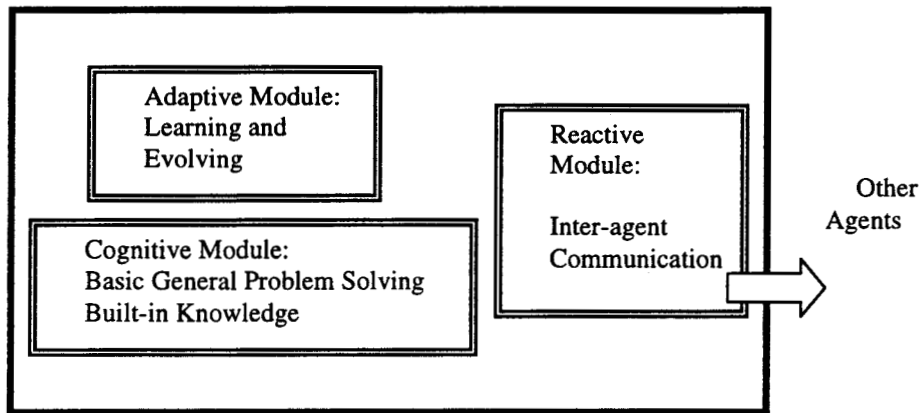 Adaptive Module:
Learning and
Evolving
Cognitive Module:
Basic General Problem Solving
Built-in Knowledge
Reactive
Module:
Inter-agent
Communication
Other
Agents